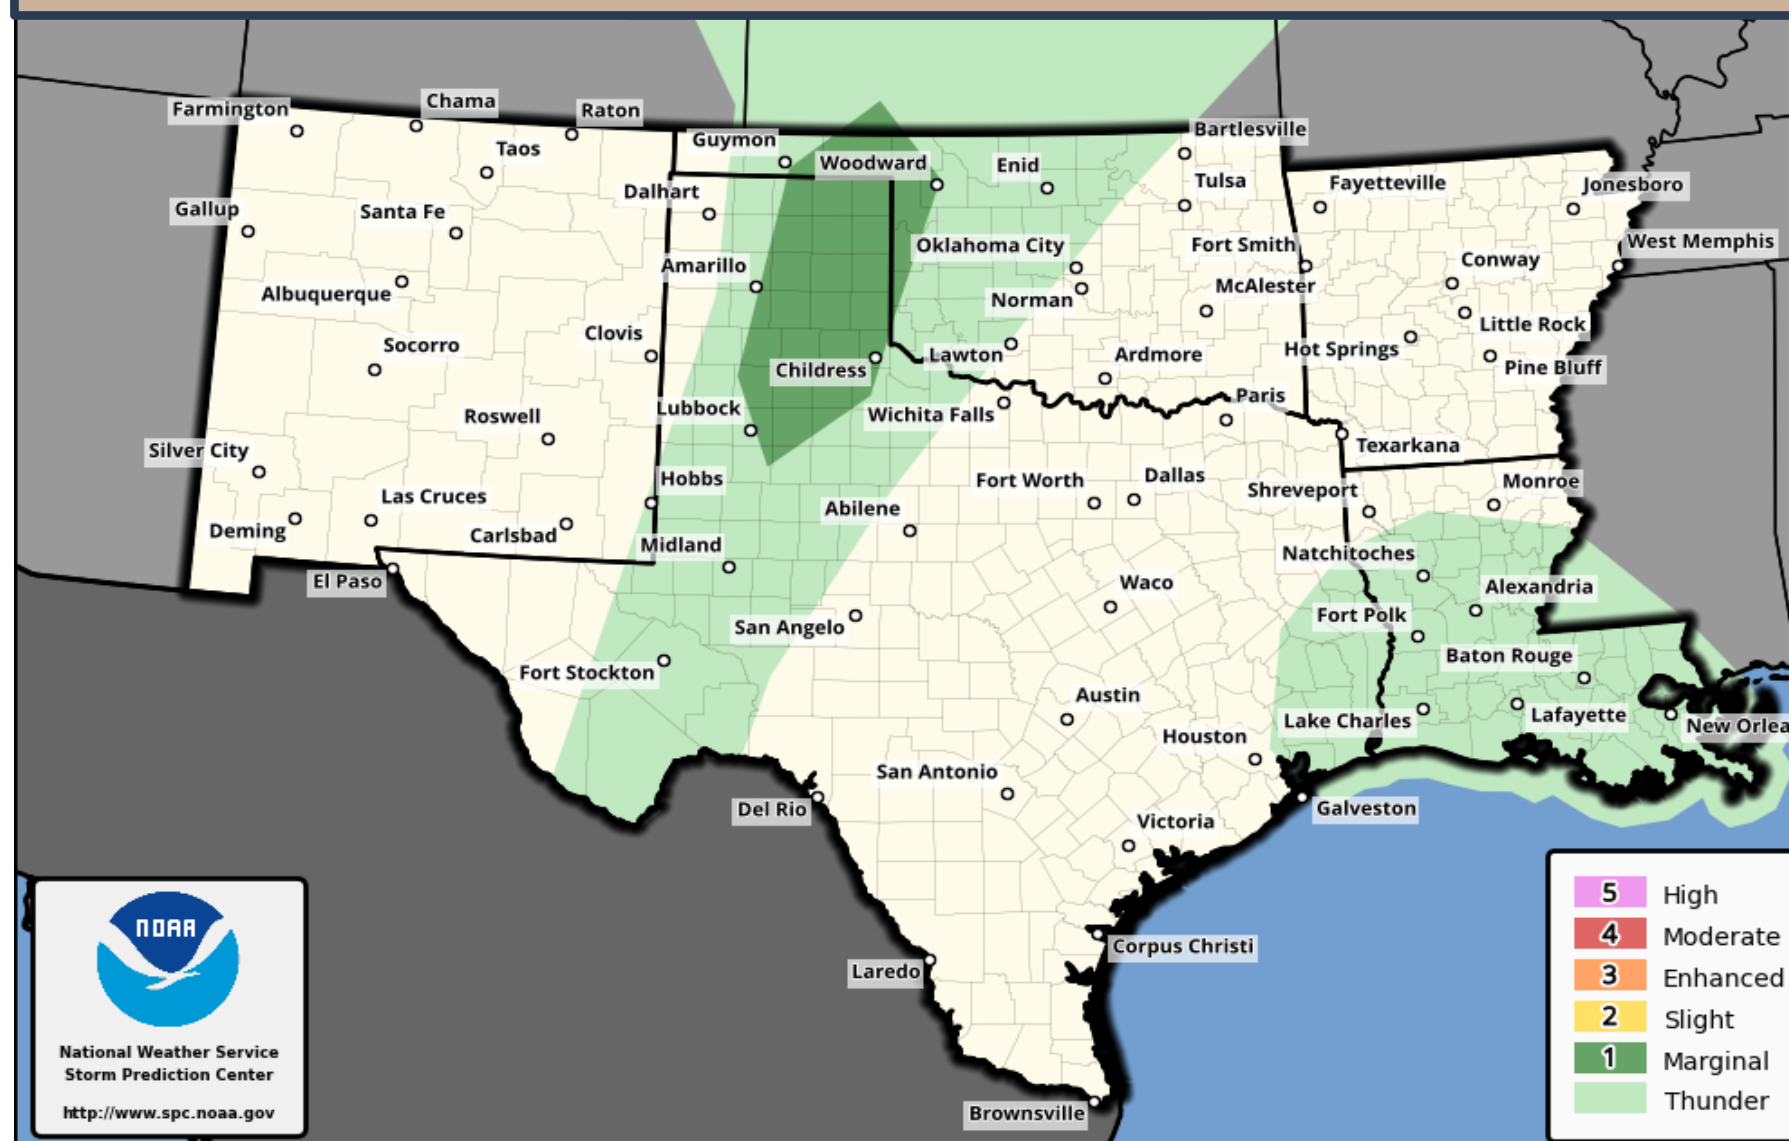 Farmington
Chama
Raton
Taos
Guymon
Woodward
Enid
Bartlesville
Gallup
Santa Fe
Dalhart
Tulsa
Fayetteville
Jonesboro
Albuquerque
Amarillo
Oklahoma City
Fort Smith
Conway
West Memphis
Norman
McAlester
Socorro
Clovis
Childress
Lawton
Ardmore
Hot Springs
Little Rock
Pine Bluff
Silver City
Roswell
Lubbock
Wichita Falls
Paris
Texarkana
Deming
Las Cruces
Carlsbad
Hobbs
Midland
Abilene
Fort Worth
Dallas
Shreveport
Monroe
El Paso
San Angelo
Waco
Natchitoches
Alexandria
Fort Polk
Fort Stockton
Austin
Baton Rouge
Lake Charles
Lafayette
New Orlea
Houston
Del Rio
San Antonio
Victoria
Galveston
Laredo
Corpus Christi
Brownsville
NOAA
National Weather Service
Storm Prediction Center
http://www.spc.noaa.gov
5 High
4 Moderate
3 Enhanced
2 Slight
1 Marginal
Thunder